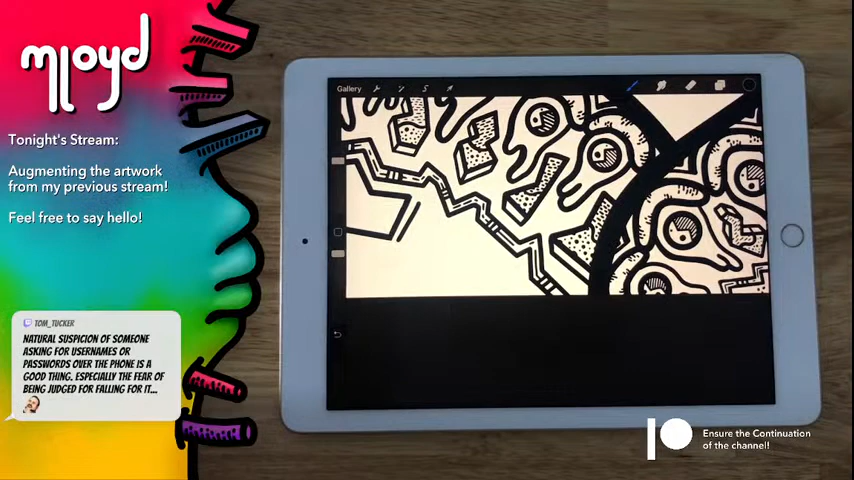 mloyd
Tonight's Stream:
Augmenting the artwork
from my previous stream!
Feel free to say hello!
TOM_TUCKER
NATURAL SUSPICION OF SOMEONE
ASKING FOR USERNAMES OR
PASSWORDS OVER THE PHONE IS A
GOOD THING. ESPECIALLY THE FEAR OF
BEING JUDGED FOR FALLING FOR IT...
Gallery
Ensure the Continuation
of the channel!